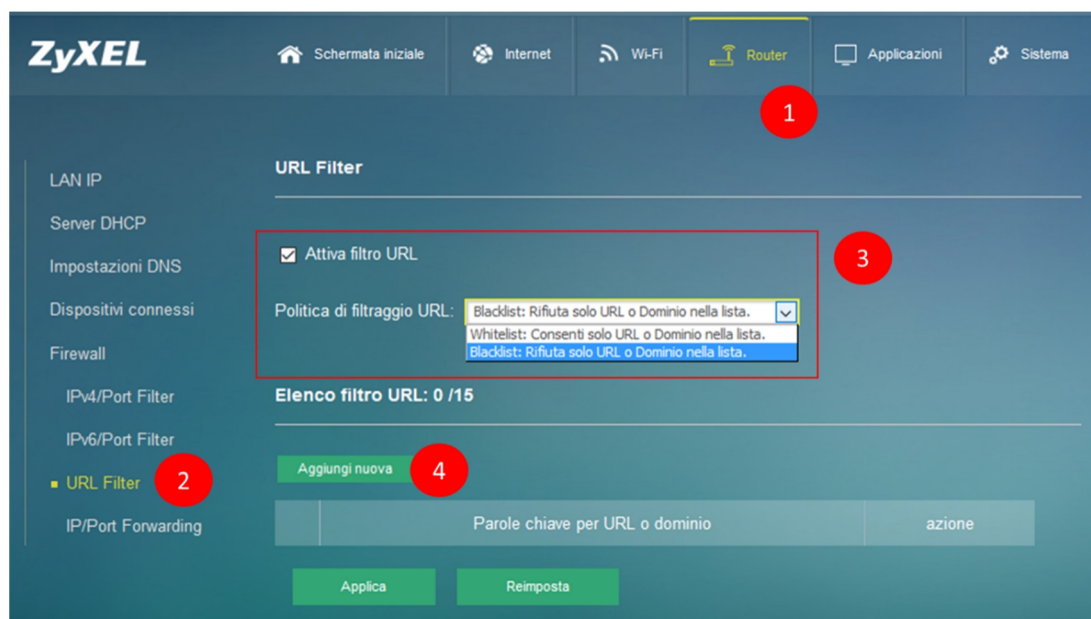 ZyXEL
Schermata iniziale
Internet
Wi-Fi
Router
Applicazioni
Sistema
1
LAN IP
Server DHCP
Impostazioni DNS
Dispositivi connessi
Firewall
IPv4/Port Filter
IPv6/Port Filter
URL Filter
2
IP/Port Forwarding
URL Filter
Attiva filtro URL
3
Politica di filtraggio URL:
Blacklist: Rifiuta solo URL o Dominio nella lista.
Whitelist: Consenti solo URL o Dominio nella lista.
Blacklist: Rifiuta solo URL o Dominio nella lista.
Elenco filtro URL: 0 /15
Aggiungi nuova
4
Parole chiave per URL o dominio
azione
Applica
Reimposta